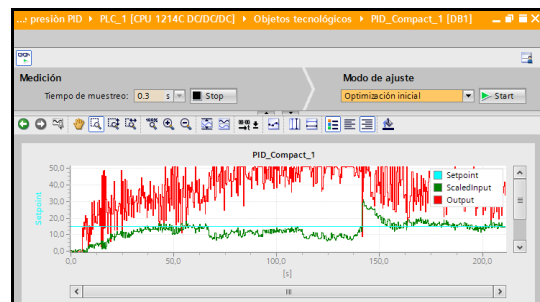 ...e presión PID ▸ PLC_1 [CPU 1214C DC/DC/DC] ▸ Objetos tecnológicos ▸ PID_Compact_1 [DB1]
Medición
Modo de ajuste
Tiempo de muestreo: 0.3 s Stop
Optimización inicial Start
PID_Compact_1
50,0
40,0
30,0
20,0
10,0
0,0
Setpoint
Setpoint
ScaledInput
Output
0,0 50,0 100,0 150,0 200,0
[s]